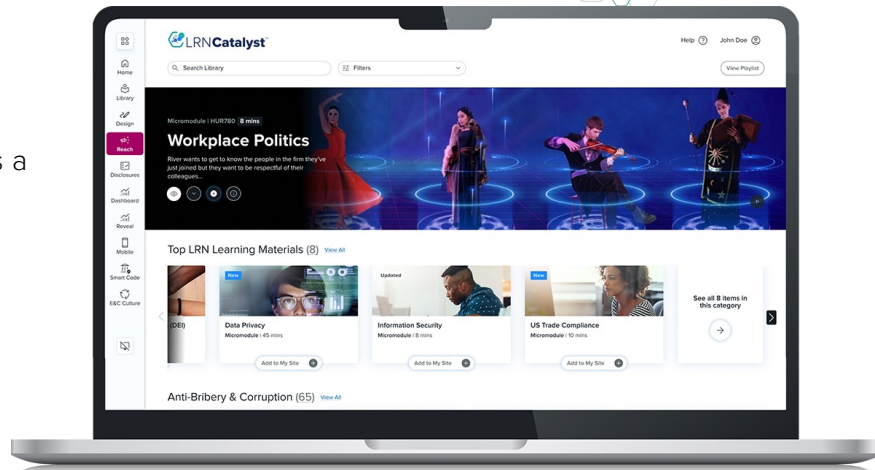 s a
LRNCatalyst
Help
John Doe
Search Library
Filters
View Playlist
Home
Library
Design
Reach
Disclosures
Dashboard
Reveal
Mobile
Smart Code
E&C Culture
Micromodule | HUR780 8 mins
Workplace Politics
River wants to get to know the people in the firm they've
just joined but they want to be respectful of their
colleagues...
Top LRN Learning Materials (8) View All
(DEI)
New
Data Privacy
Micromodule | 45 mins
Add to My Site
Updated
Information Security
Micromodule | 8 mins
Add to My Site
New
US Trade Compliance
Micromodule | 10 mins
Add to My Site
See all 8 items in
this category
Anti-Bribery & Corruption (65) View All